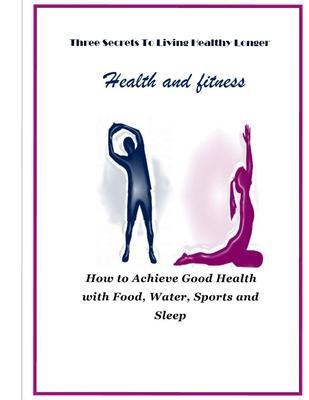 Three Secrets To Living Healthy Longer
Health and fitness
How to Achieve Good Health
with Food, Water, Sports and
Sleep